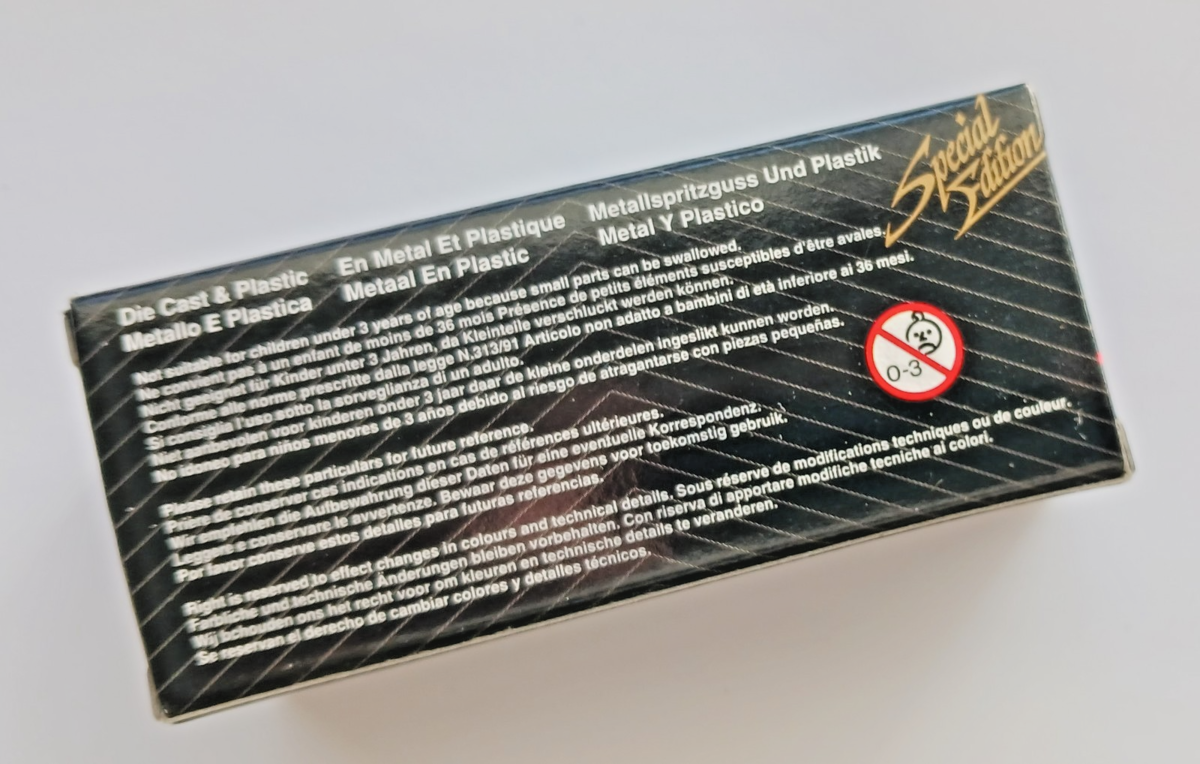 Special
Edition
Die Cast & Plastic En Metal Et Plastique Metallspritzguss Und Plastik
Metallo E Plastica Metaal En Plastic Metal Y Plastico
Not suitable for children under 3 years of age because small parts can be swallowed.
Ne convient pas à un enfant de moins de 36 mois Présence de petits éléments susceptibles d'être avales.
Nicht geeignet für Kinder unter 3 Jahren, da Kleinteile verschluckt werden können.
Conforme alle norme prescritte dalla legge N.313/91 Articolo non adatto a bambini di età inferiore ai 36 mesi.
Si consiglia l'uso sotto la sorveglianza di un adulto.
Niet aanbevolen voor kinderen onder 3 jaar daar de kleine onderdelen ingeslikt kunnen worden.
No idoneo para niños menores de 3 años debido al riesgo de atragantarse con piezas pequeñas.
0-3
Please retain these particulars for future reference.
Prière de conserver ces indications en cas de références ultérieures.
Wir empfehlen die Aufbewahrung dieser Daten für eine eventuelle Korrespondenz.
Leggere e conservare le avvertenze. Bewaar deze gegevens voor toekomstig gebruik.
Por favor conserve éstos detalles para futuras referencias.
Right is reserved to effect changes in colours and technical details. Sous réserve de modifications techniques ou de couleur.
Farbliche und technische Änderungen bleiben vorbehalten. Con riserva di apportare modifiche tecniche ai colori.
Wij behouden ons het recht voor om kleuren en technische details te veranderen.
Se reservan el derecho de cambiar colores y detalles técnicos.